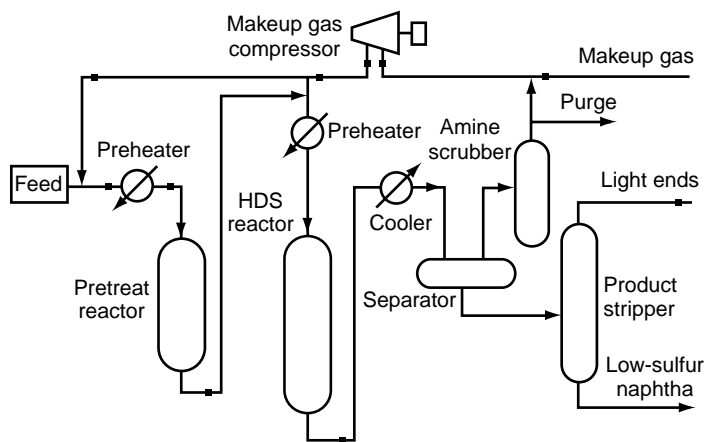 Makeup gas
compressor
Makeup gas
Purge
Preheater
Amine
scrubber
Preheater
Feed
Light ends
HDS
reactor
Cooler
Pretreat
reactor
Separator
Product
stripper
Low-sulfur
naphtha